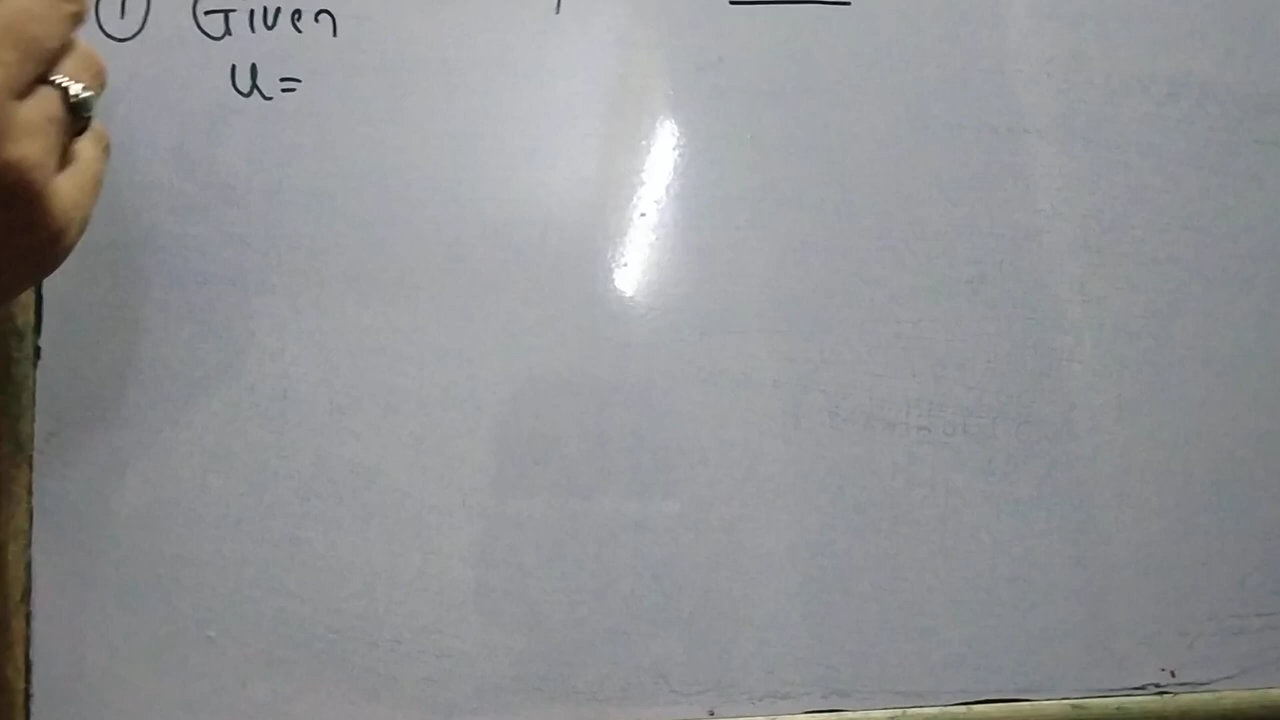 ① Given
u=